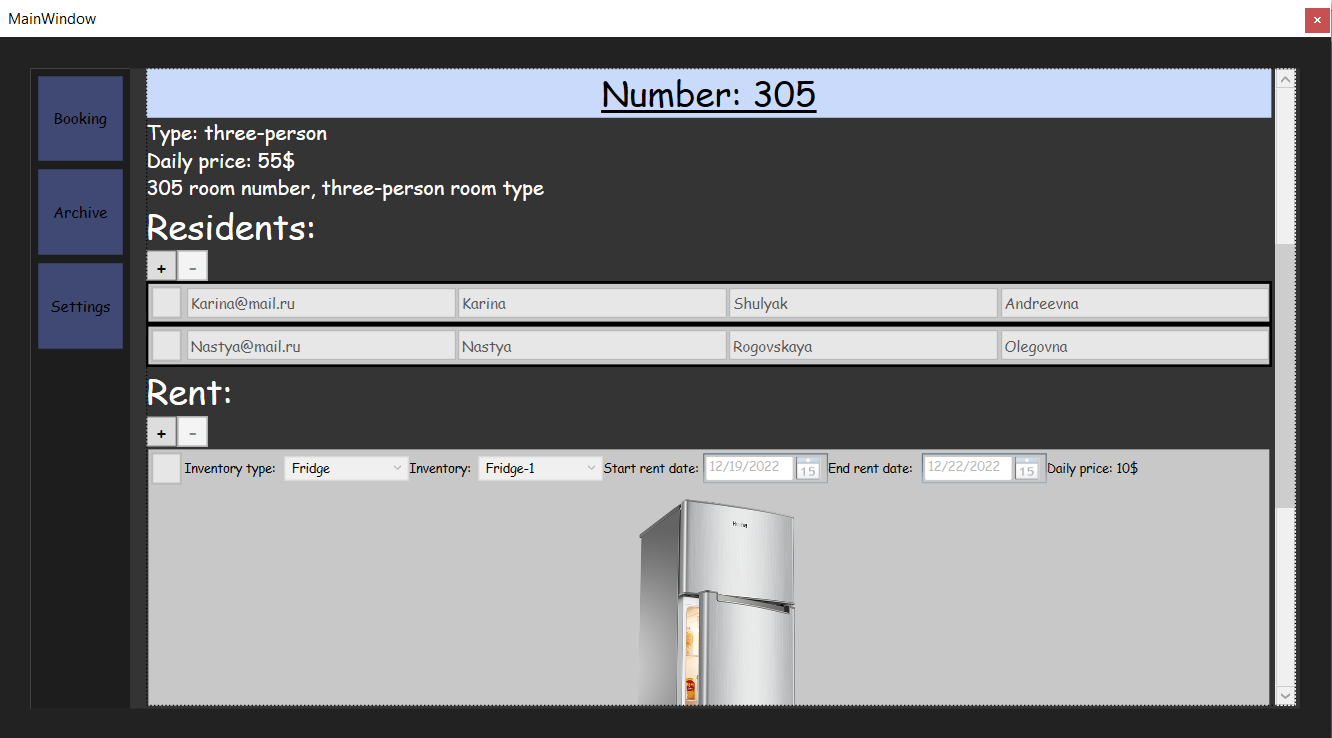 MainWindow
Booking
Archive
Settings
Number: 305
Type: three-person
Daily price: 55$
305 room number, three-person room type
Residents:
+ -
Karina@mail.ru Karina Shulyak Andreevna
Nastya@mail.ru Nastya Rogovskaya Olegovna
Rent:
+ -
Inventory type: Fridge Inventory: Fridge-1 Start rent date: 12/19/2022 15 End rent date: 12/22/2022 15 Daily price: 10$